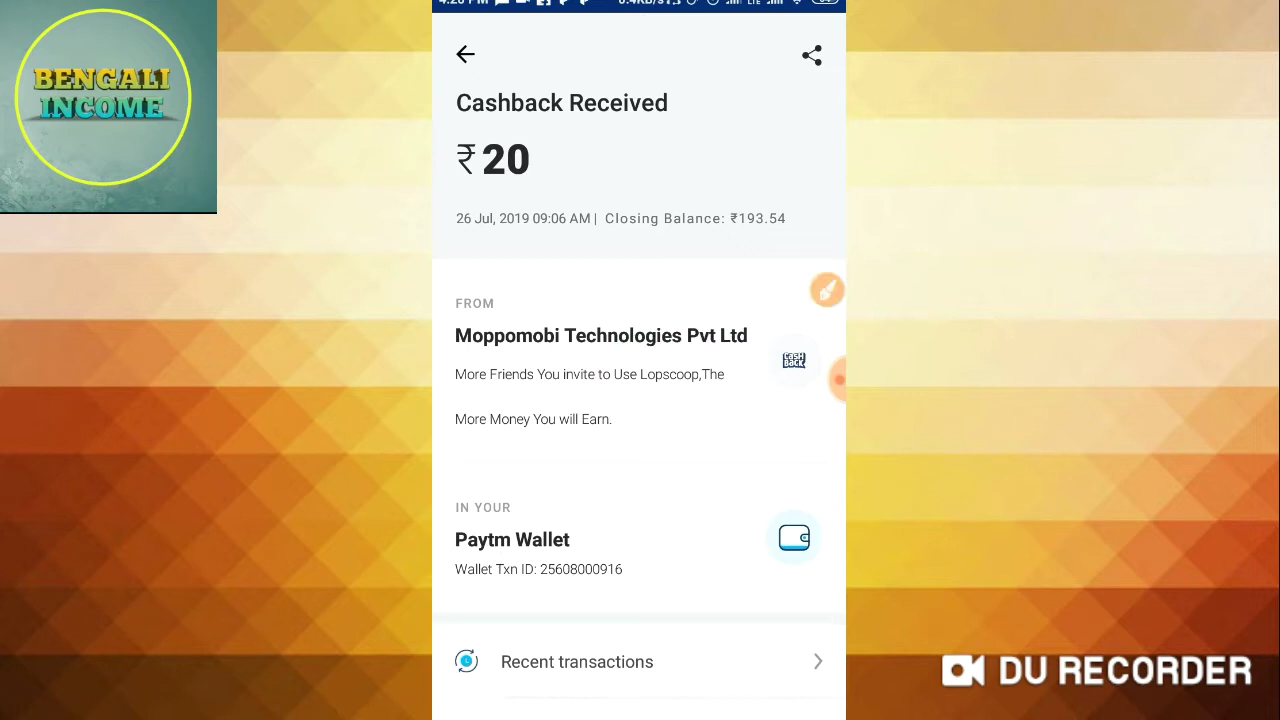 BENGALI
INCOME
Cashback Received
₹20
26 Jul, 2019 09:06 AM | Closing Balance: ₹193.54
FROM
Moppomobi Technologies Pvt Ltd
CASH
BACK
More Friends You invite to Use Lopscoop,The
More Money You will Earn.
IN YOUR
Paytm Wallet
Wallet Txn ID: 25608000916
Recent transactions
DU RECORDER